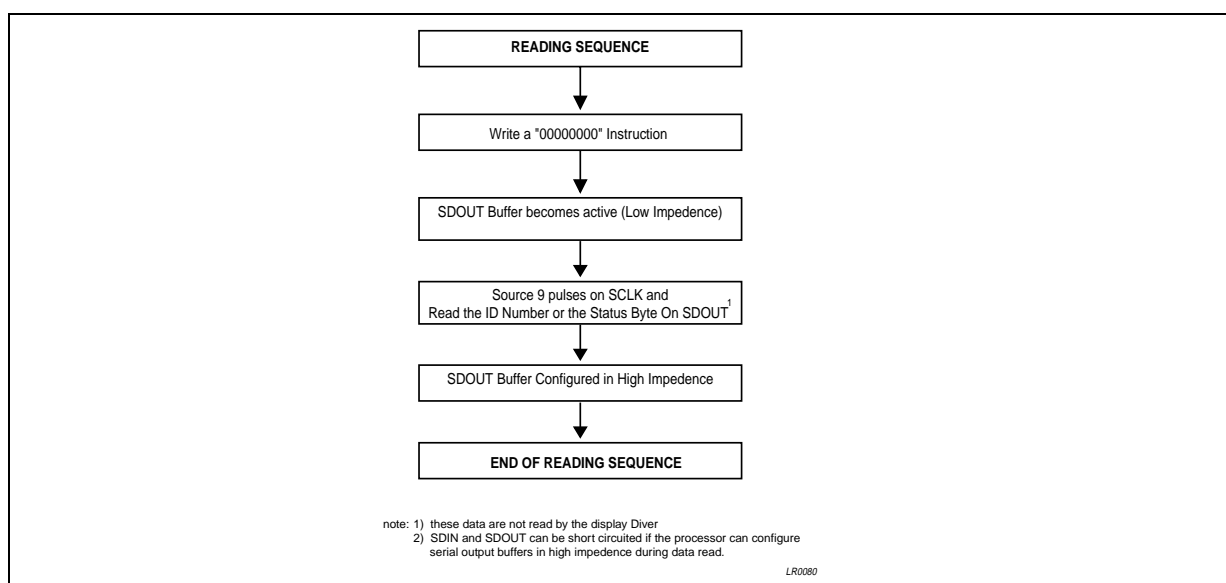 READING SEQUENCE
Write a "00000000" Instruction
SDOUT Buffer becomes active (Low Impedence)
Source 9 pulses on SCLK and
Read the ID Number or the Status Byte On SDOUT1
SDOUT Buffer Configured in High Impedence
END OF READING SEQUENCE
note: 1) these data are not read by the display Diver
2) SDIN and SDOUT can be short circuited if the processor can configure
serial output buffers in high impedence during data read.
LR0080